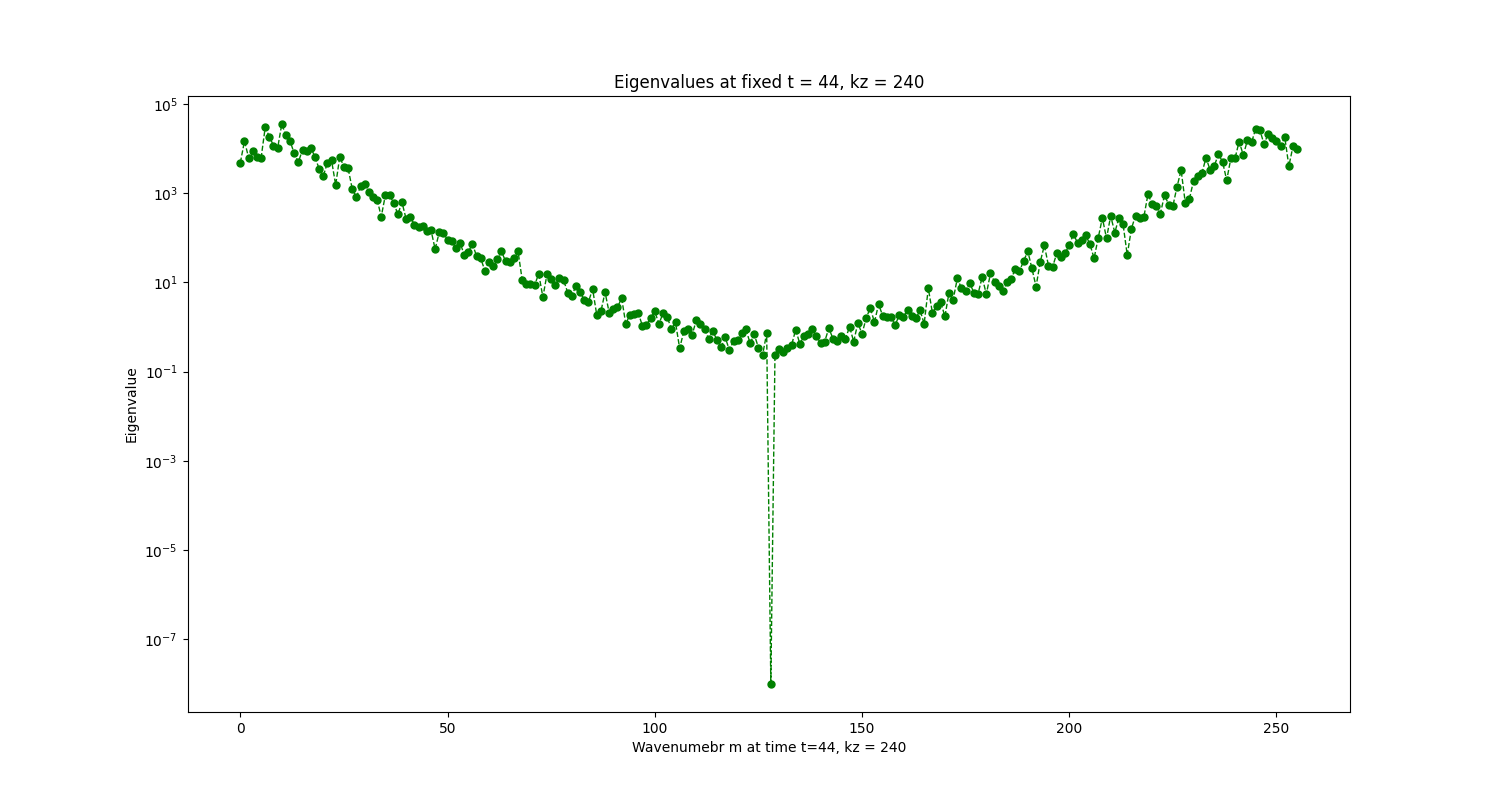 Eigenvalues at fixed t = 44, kz = 240
Eigenvalue
10^5
10^3
10^1
10^−1
10^−3
10^−5
10^−7
0 50 100 150 200 250
Wavenumebr m at time t=44, kz = 240